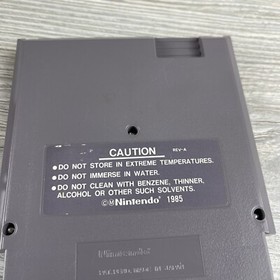 CAUTION
REV-A
• DO NOT STORE IN EXTREME TEMPERATURES.
• DO NOT IMMERSE IN WATER.
• DO NOT CLEAN WITH BENZENE, THINNER,
ALCOHOL OR OTHER SUCH SOLVENTS.
©Ⓜ Nintendo 1985